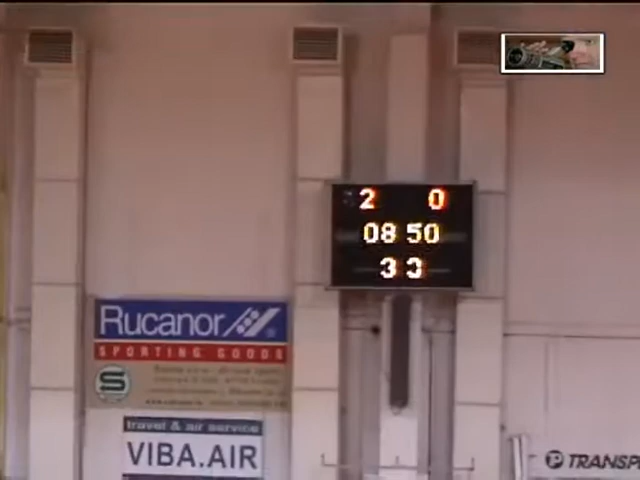 2 0
08 50
3 3
Rucanor
SPORTING GOODS
S
travel & air service
VIBA.AIR
P TRANSP